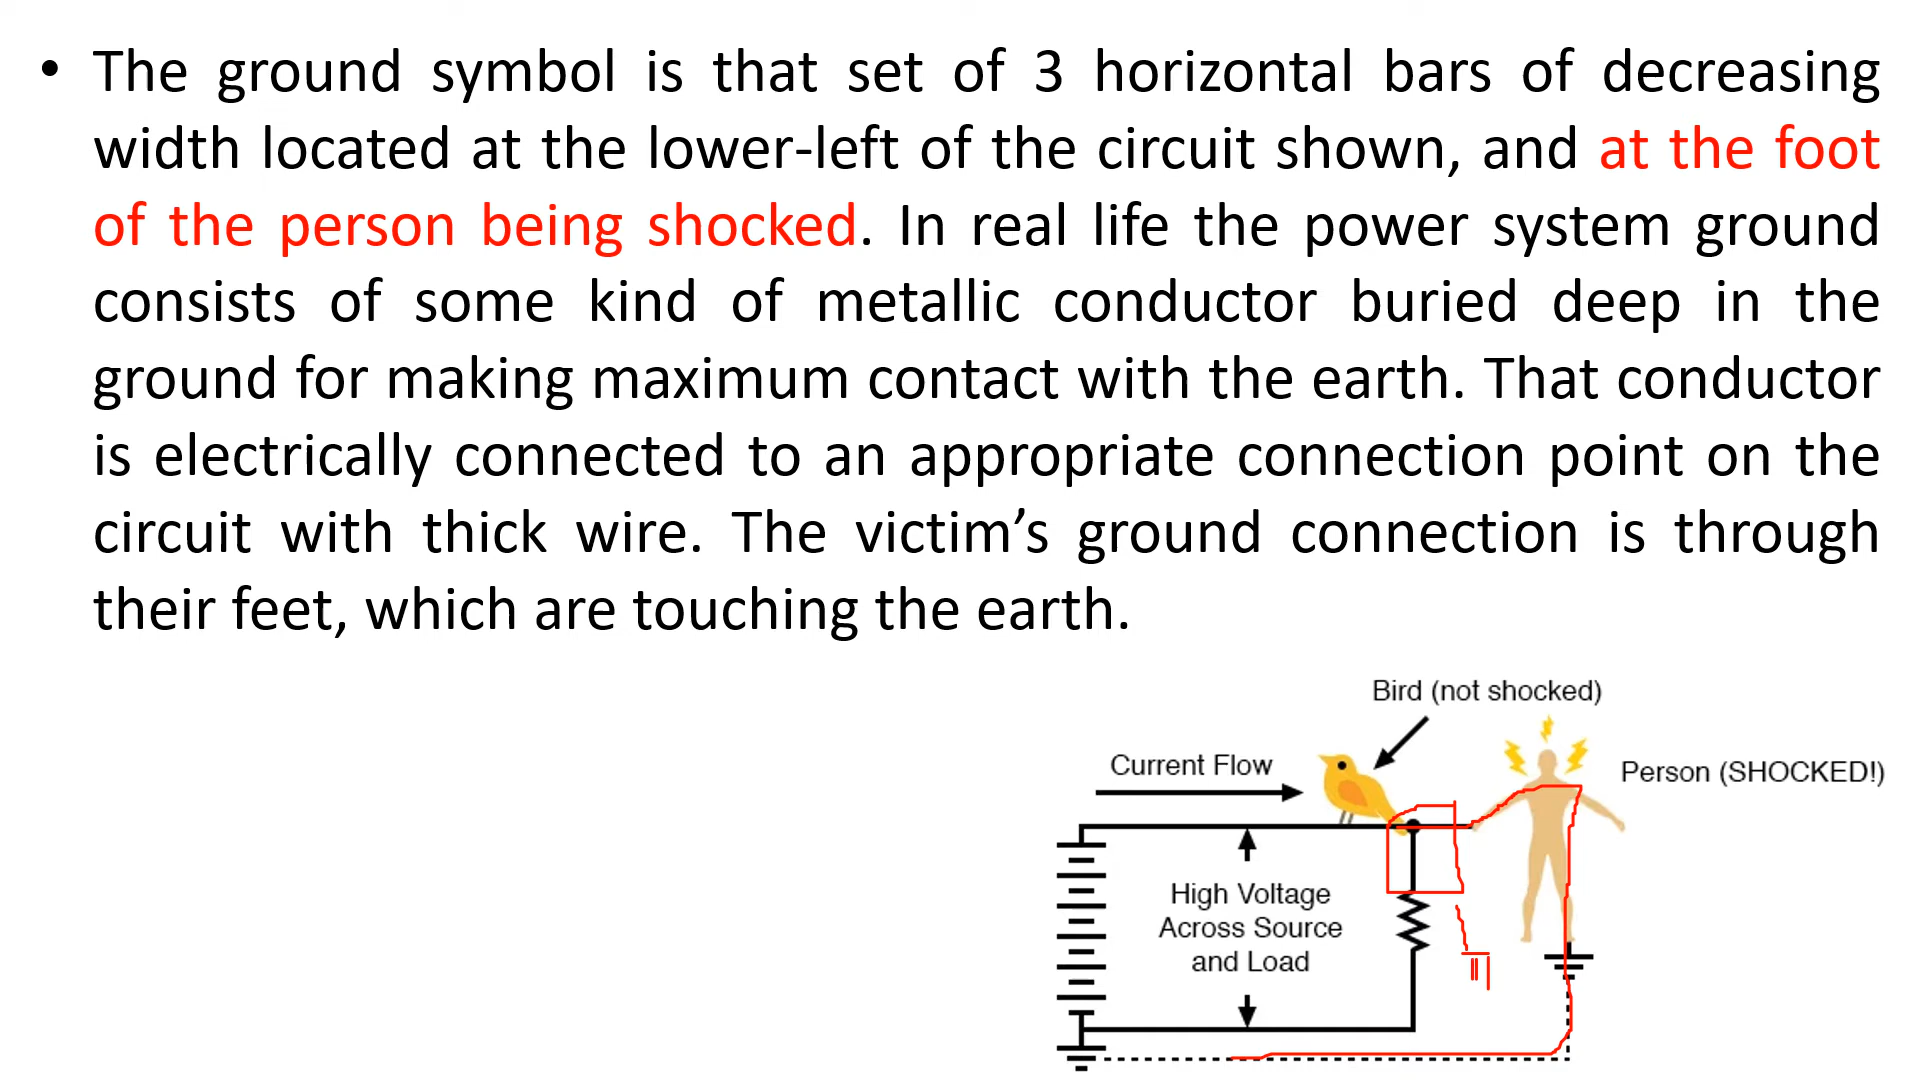 • The ground symbol is that set of 3 horizontal bars of decreasing
width located at the lower-left of the circuit shown, and at the foot
of the person being shocked. In real life the power system ground
consists of some kind of metallic conductor buried deep in the
ground for making maximum contact with the earth. That conductor
is electrically connected to an appropriate connection point on the
circuit with thick wire. The victim’s ground connection is through
their feet, which are touching the earth.
Bird (not shocked)
Current Flow
Person (SHOCKED!)
High Voltage
Across Source
and Load